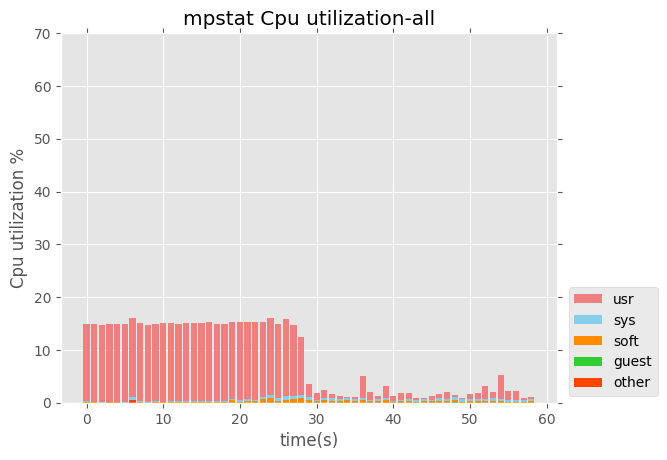 mpstat Cpu utilization-all
70
60
50
40
30
20
10
0
Cpu utilization %
0 10 20 30 40 50 60
time(s)
usr
sys
soft
guest
other